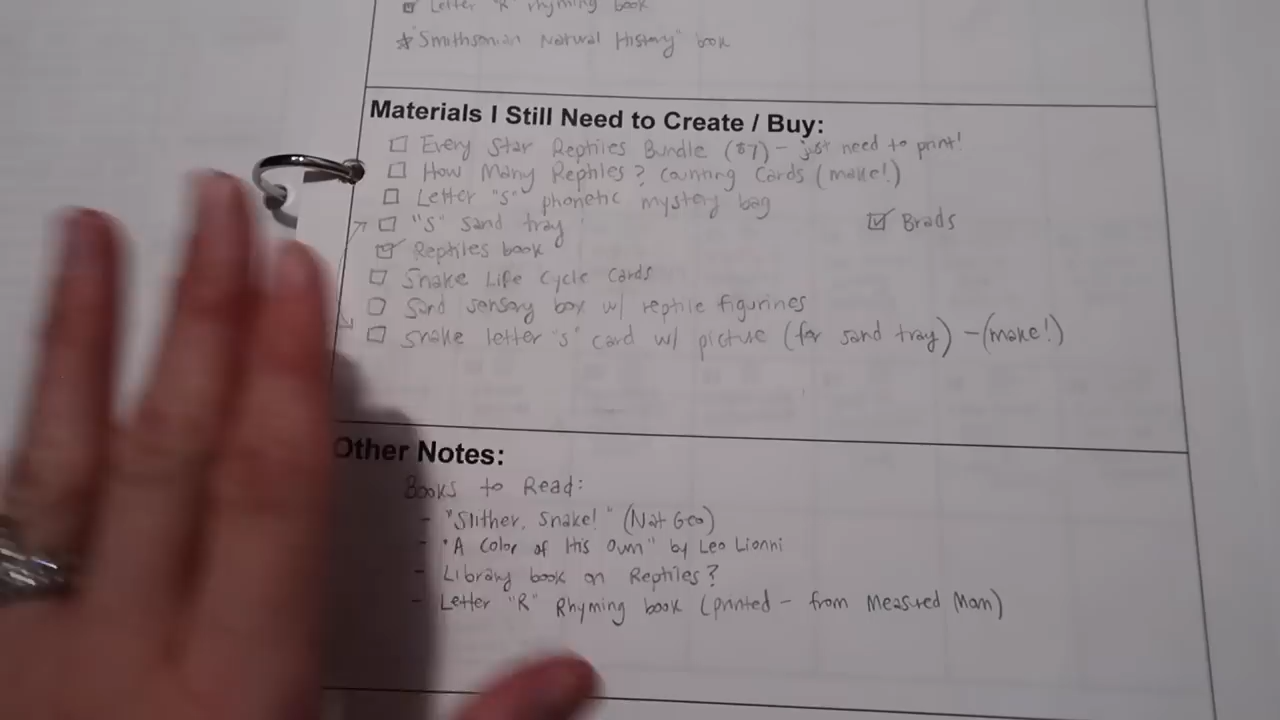 Letter "R" rhyming book
"Smithsonian Natural History" book
Materials I Still Need to Create / Buy:
Every Star Reptiles Bundle ($7) - just need to print!
How Many Reptiles? Counting Cards (make!)
Letter "S" phonetic mystery bag
"S" sand tray
Brads
Reptiles book
Snake Life Cycle Cards
Sand sensory box w/ reptile figurines
Snake letter "s" card w/ picture (for sand tray) - (make!)
Other Notes:
Books to Read:
- "Slither, Snake!" (Nat Geo)
- "A Color of His Own" by Leo Lionni
- Library book on Reptiles?
- Letter "R" Rhyming book (printed - from Measured Mom)